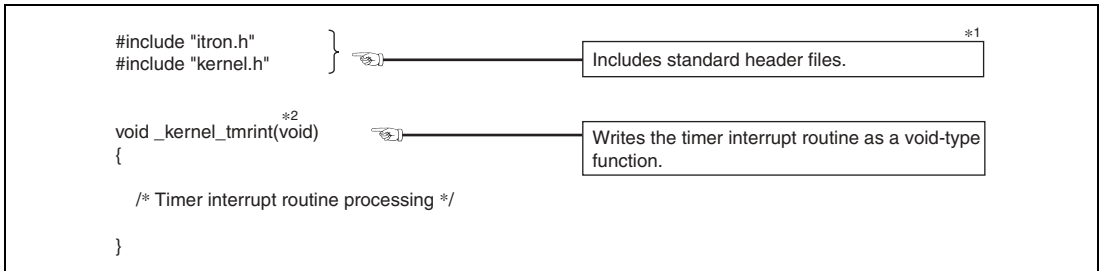 *1
#include "itron.h"
#include "kernel.h"
Includes standard header files.
*2
void _kernel_tmrint(void)
Writes the timer interrupt routine as a void-type
function.
{
/* Timer interrupt routine processing */
}